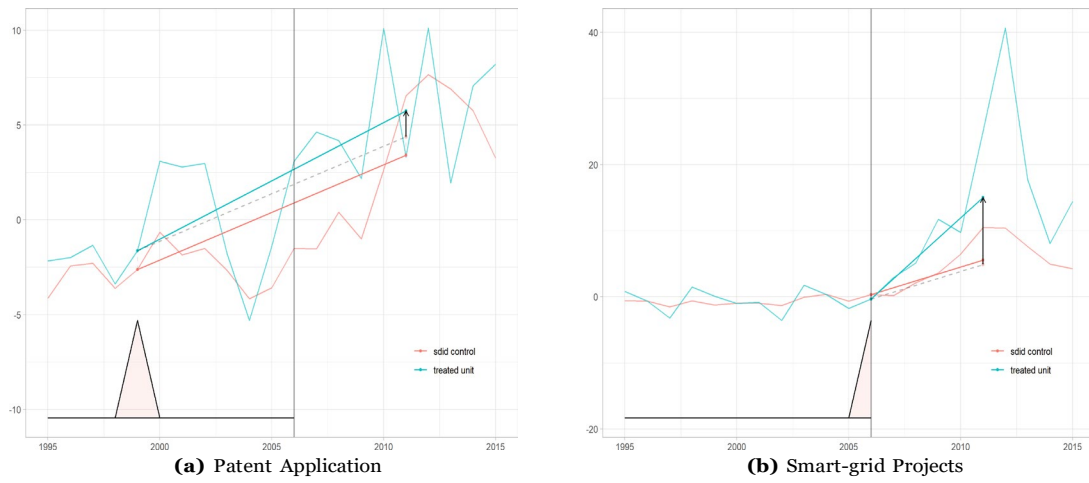 10
5
0
-5
-10
sdid control
treated unit
1995 2000 2005 2010 2015
(a) Patent Application
40
20
0
-20
sdid control
treated unit
1995 2000 2005 2010 2015
(b) Smart-grid Projects